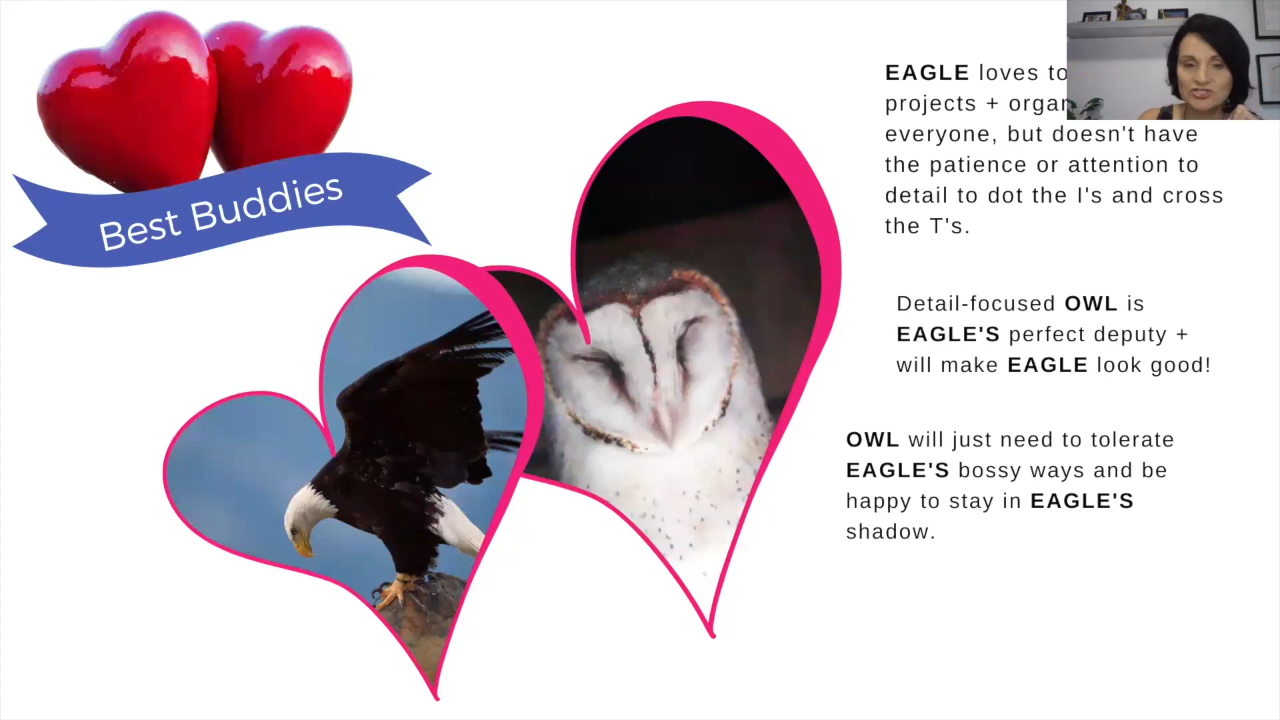 Best Buddies
EAGLE loves to
projects + organ
everyone, but doesn't have
the patience or attention to
detail to dot the I's and cross
the T's.
Detail-focused OWL is
EAGLE'S perfect deputy +
will make EAGLE look good!
OWL will just need to tolerate
EAGLE'S bossy ways and be
happy to stay in EAGLE'S
shadow.